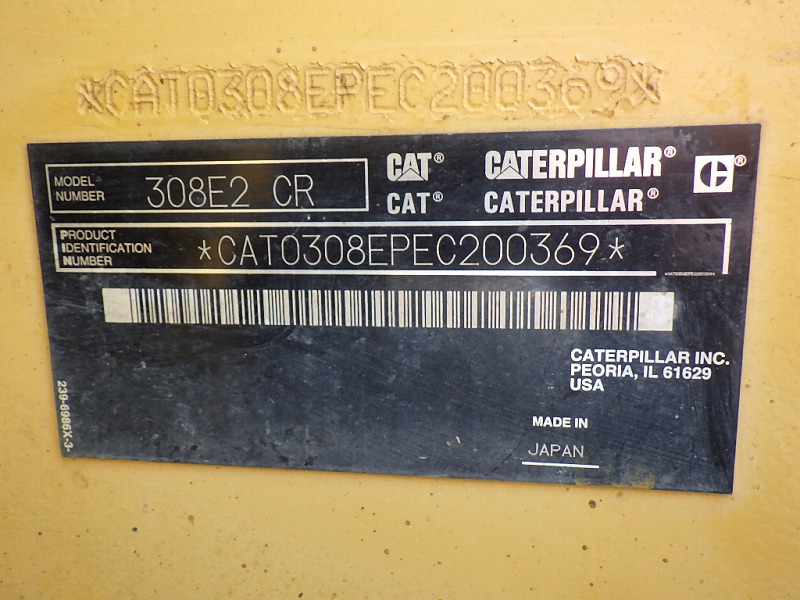 *CAT0308EPEC200369*
MODEL NUMBER 308E2 CR
CAT® CATERPILLAR® ®
CAT® CATERPILLAR®
PRODUCT IDENTIFICATION NUMBER *CAT0308EPEC200369*
CATERPILLAR INC.
PEORIA, IL 61629
USA
MADE IN
JAPAN
239-6986X-3-